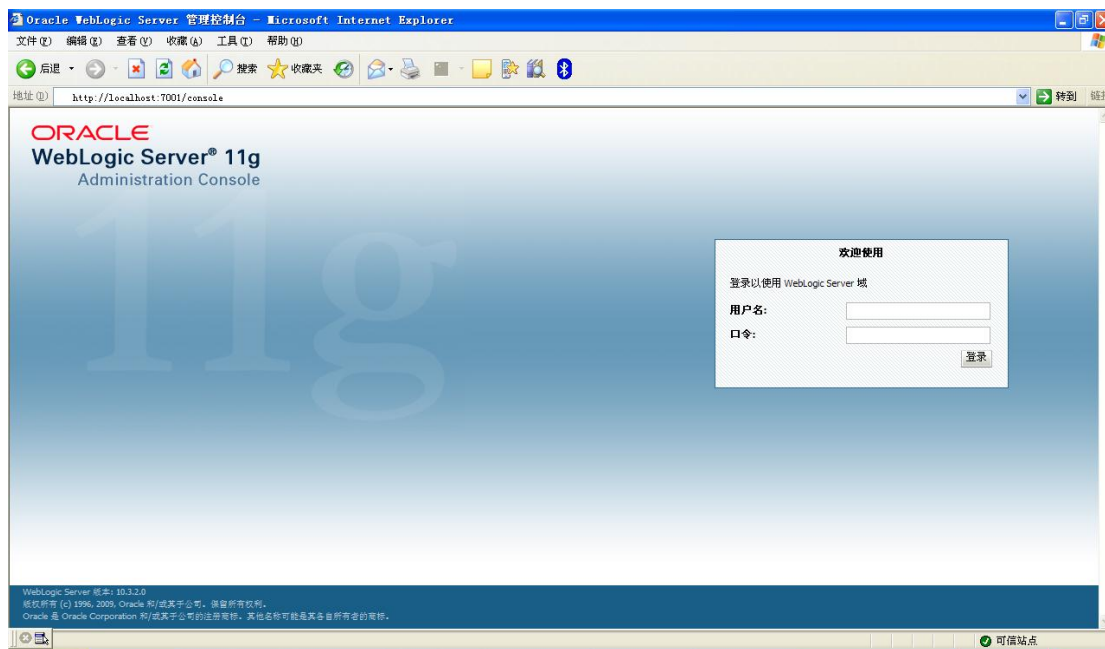 Oracle WebLogic Server 管理控制台 - Microsoft Internet Explorer
文件(F) 编辑(E) 查看(V) 收藏(A) 工具(T) 帮助(H)
后退 搜索 收藏夹
地址(D) http://localhost:7001/console 转到
ORACLE
WebLogic Server® 11g
Administration Console
11g
欢迎使用
登录以使用 WebLogic Server 域
用户名:
口令:
登录
WebLogic Server 版本: 10.3.2.0
版权所有 (c) 1996, 2009, Oracle 和/或其子公司。保留所有权利。
Oracle 是 Oracle Corporation 和/或其子公司的注册商标。其他名称可能是其各自所有者的商标。
可信站点